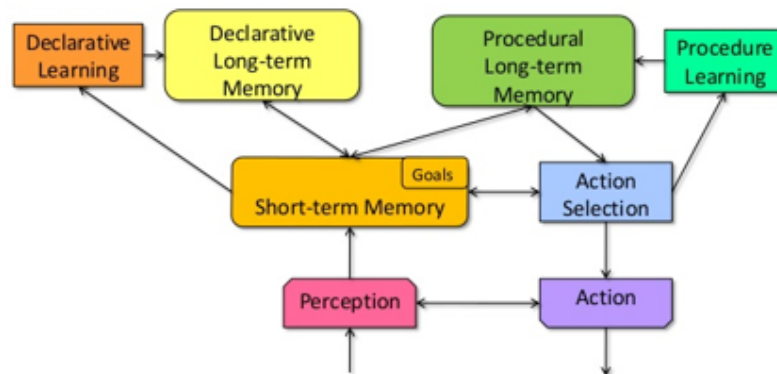 Declarative
Learning
Declarative
Long-term
Memory
Procedural
Long-term
Memory
Procedure
Learning
Goals
Short-term Memory
Action
Selection
Perception
Action